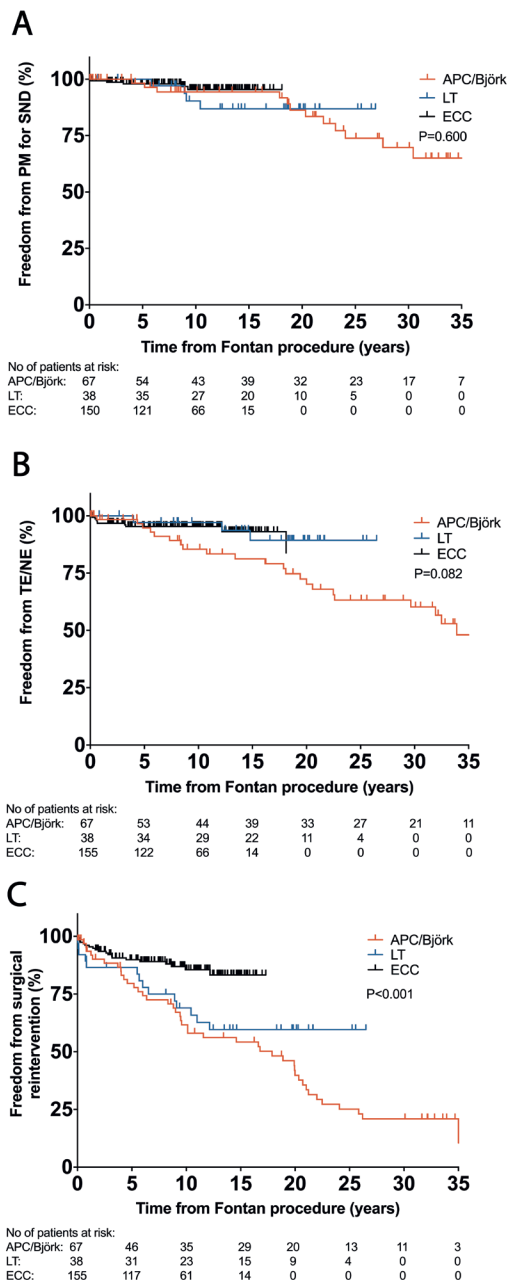 A
Freedom from PM for SND (%)
100
75
50
25
0
APC/Björk
LT
ECC
P=0.600
0 5 10 15 20 25 30 35
Time from Fontan procedure (years)
No of patients at risk:
APC/Björk: 67 54 43 39 32 23 17 7
LT: 38 35 27 20 10 5 0 0
ECC: 150 121 66 15 0 0 0 0
B
Freedom from TE/NE (%)
100
75
50
25
0
APC/Björk
LT
ECC
P=0.082
0 5 10 15 20 25 30 35
Time from Fontan procedure (years)
No of patients at risk:
APC/Björk: 67 53 44 39 33 27 21 11
LT: 38 34 29 22 11 4 0 0
ECC: 155 122 66 14 0 0 0 0
C
Freedom from surgical
reintervention (%)
100
75
50
25
0
APC/Björk
LT
ECC
P<0.001
0 5 10 15 20 25 30 35
Time from Fontan procedure (years)
No of patients at risk:
APC/Björk: 67 46 35 29 20 13 11 3
LT: 38 31 23 15 9 4 0 0
ECC: 155 117 61 14 0 0 0 0